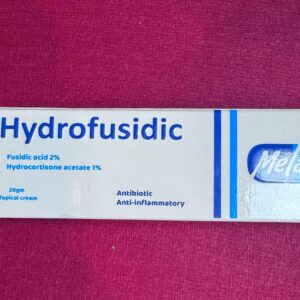 Hydrofusidic
Fusidic acid 2%
Hydrocortisone acetate 1%
20gm
Topical cream
Antibiotic
Anti-inflammatory